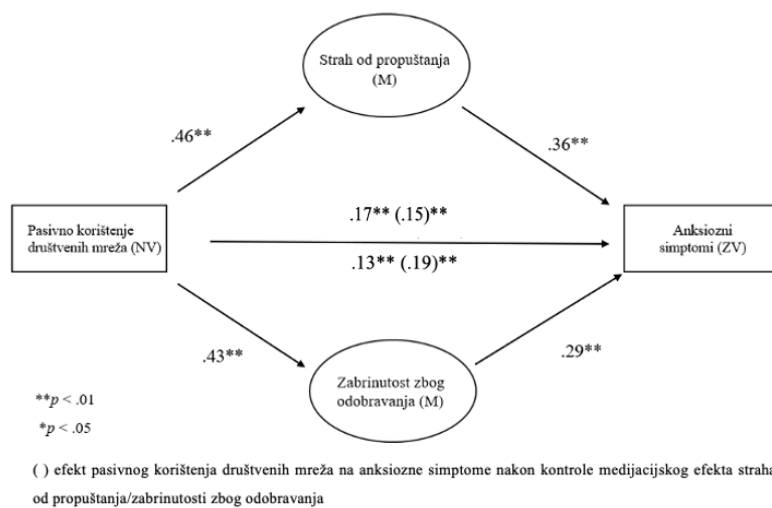 Strah od propuštanja
(M)
.46**
.36**
.17** (.15)**
Pasivno korištenje
društvenih mreža (NV)
Anksiozni
simptomi (ZV)
.13** (.19)**
.43**
.29**
Zabrinutost zbog
odobravanja (M)
**p < .01
*p < .05
( ) efekt pasivnog korištenja društvenih mreža na anksiozne simptome nakon kontrole medijacijskog efekta straha
od propuštanja/zabrinutosti zbog odobravanja